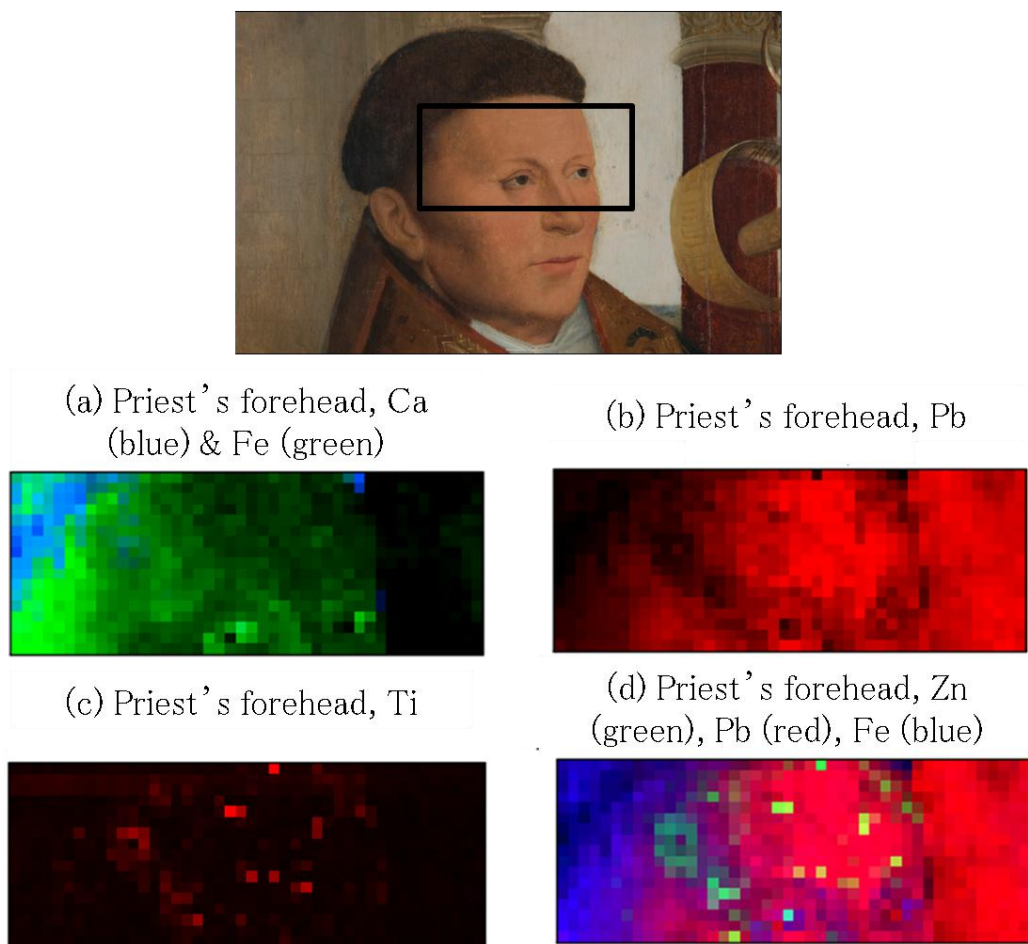 (a) Priest’s forehead, Ca
(blue) & Fe (green)
(b) Priest’s forehead, Pb
(c) Priest’s forehead, Ti
(d) Priest’s forehead, Zn
(green), Pb (red), Fe (blue)